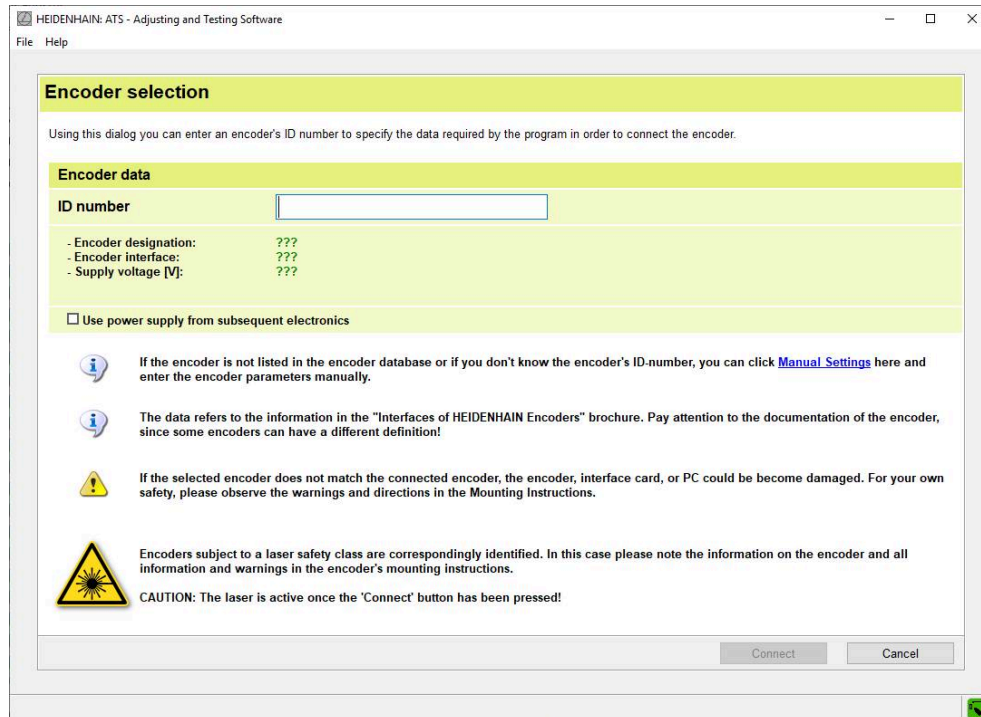 HEIDENHAIN: ATS - Adjusting and Testing Software
File Help
Encoder selection
Using this dialog you can enter an encoder's ID number to specify the data required by the program in order to connect the encoder.
Encoder data
ID number
- Encoder designation: ???
- Encoder interface: ???
- Supply voltage [V]: ???
Use power supply from subsequent electronics
If the encoder is not listed in the encoder database or if you don't know the encoder's ID-number, you can click Manual Settings here and
enter the encoder parameters manually.
The data refers to the information in the "Interfaces of HEIDENHAIN Encoders" brochure. Pay attention to the documentation of the encoder,
since some encoders can have a different definition!
If the selected encoder does not match the connected encoder, the encoder, interface card, or PC could be become damaged. For your own
safety, please observe the warnings and directions in the Mounting Instructions.
Encoders subject to a laser safety class are correspondingly identified. In this case please note the information on the encoder and all
information and warnings in the encoder's mounting instructions.
CAUTION: The laser is active once the 'Connect' button has been pressed!
Connect Cancel